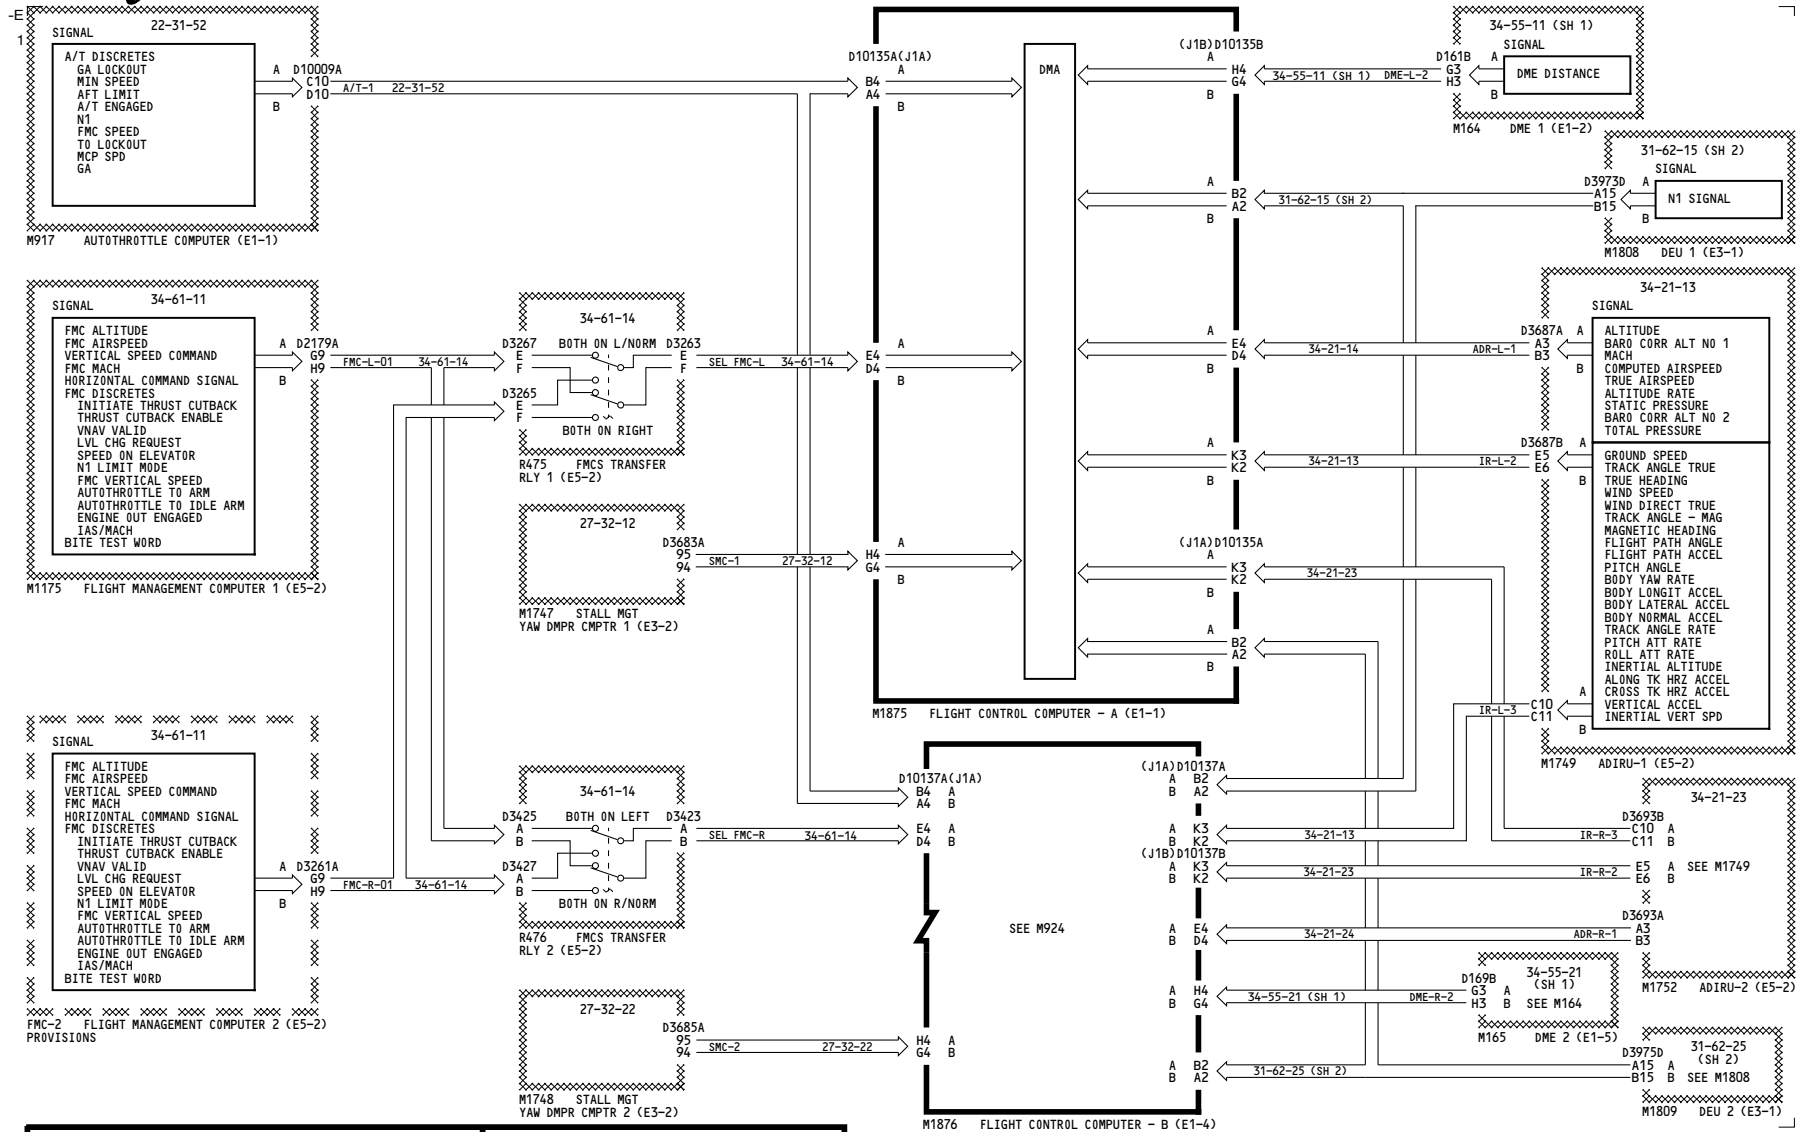 -E
1
22-31-52
SIGNAL
A/T DISCRETES
GA LOCKOUT
MIN SPEED
AFT LIMIT
A/T ENGAGED
N1
FMC SPEED
TO LOCKOUT
MCP SPD
GA
A D10009A
C10
D10
B
A/T-1 22-31-52
M917 AUTOTHROTTLE COMPUTER (E1-1)
34-61-11
SIGNAL
FMC ALTITUDE
FMC AIRSPEED
VERTICAL SPEED COMMAND
FMC MACH
HORIZONTAL COMMAND SIGNAL
FMC DISCRETES
INITIATE THRUST CUTBACK
THRUST CUTBACK ENABLE
VNAV VALID
LVL CHG REQUEST
SPEED ON ELEVATOR
N1 LIMIT MODE
FMC VERTICAL SPEED
AUTOTHROTTLE TO ARM
AUTOTHROTTLE TO IDLE ARM
ENGINE OUT ENGAGED
IAS/MACH
BITE TEST WORD
A D2179A
G9
H9
B
FMC-L-01 34-61-14
M1175 FLIGHT MANAGEMENT COMPUTER 1 (E5-2)
34-61-11
SIGNAL
FMC ALTITUDE
FMC AIRSPEED
VERTICAL SPEED COMMAND
FMC MACH
HORIZONTAL COMMAND SIGNAL
FMC DISCRETES
INITIATE THRUST CUTBACK
THRUST CUTBACK ENABLE
VNAV VALID
LVL CHG REQUEST
SPEED ON ELEVATOR
N1 LIMIT MODE
FMC VERTICAL SPEED
AUTOTHROTTLE TO ARM
AUTOTHROTTLE TO IDLE ARM
ENGINE OUT ENGAGED
IAS/MACH
BITE TEST WORD
A D3261A
G9
H9
B
FMC-R-01 34-61-14
FMC-2 FLIGHT MANAGEMENT COMPUTER 2 (E5-2)
PROVISIONS
34-61-14
D3267 BOTH ON L/NORM D3263
E E
F F
D3265
E
F
BOTH ON RIGHT
SEL FMC-L 34-61-14
R475 FMCS TRANSFER
RLY 1 (E5-2)
27-32-12
D3683A
95
94
SMC-1 27-32-12
M1747 STALL MGT
YAW DMPR CMPTR 1 (E3-2)
34-61-14
D3425 BOTH ON LEFT D3423
A A
B B
D3427
A
B
BOTH ON R/NORM
SEL FMC-R 34-61-14
R476 FMCS TRANSFER
RLY 2 (E5-2)
27-32-22
D3685A
95
94
SMC-2 27-32-22
M1748 STALL MGT
YAW DMPR CMPTR 2 (E3-2)
D10135A(J1A)
A
B4
A4
B
A
E4
D4
B
A
H4
G4
B
DMA
(J1B)D10135B
A
H4
G4
B
34-55-11 (SH 1) DME-L-2
A
B2
A2
B
31-62-15 (SH 2)
A
E4
D4
B
34-21-14 ADR-L-1
A
K3
K2
B
34-21-13 IR-L-2
(J1A)D10135A
A
K3
K2
B
34-21-23
A
B2
A2
B
M1875 FLIGHT CONTROL COMPUTER - A (E1-1)
D10137A(J1A)
B4 A
A4 B
E4 A
D4 B
H4 A
G4 B
SEE M924
(J1A)D10137A
A B2
B A2
A K3
B K2
34-21-13
(J1B)D10137B
A K3
B K2
34-21-23 IR-R-2
A E4
B D4
34-21-24 ADR-R-1
A H4
B G4
34-55-21 (SH 1) DME-R-2
A B2
B A2
31-62-25 (SH 2)
M1876 FLIGHT CONTROL COMPUTER - B (E1-4)
34-55-11 (SH 1)
SIGNAL
D161B A
G3
H3
B
DME DISTANCE
M164 DME 1 (E1-2)
31-62-15 (SH 2)
SIGNAL
D3973D A
A15
B15
B
N1 SIGNAL
M1808 DEU 1 (E3-1)
34-21-13
SIGNAL
D3687A A
A3
B3
B
ALTITUDE
BARO CORR ALT NO 1
MACH
COMPUTED AIRSPEED
TRUE AIRSPEED
ALTITUDE RATE
STATIC PRESSURE
BARO CORR ALT NO 2
TOTAL PRESSURE
D3687B A
E5
E6
B
GROUND SPEED
TRACK ANGLE TRUE
TRUE HEADING
WIND SPEED
WIND DIRECT TRUE
TRACK ANGLE - MAG
MAGNETIC HEADING
FLIGHT PATH ANGLE
FLIGHT PATH ACCEL
PITCH ANGLE
BODY YAW RATE
BODY LONGIT ACCEL
BODY LATERAL ACCEL
BODY NORMAL ACCEL
TRACK ANGLE RATE
PITCH ATT RATE
ROLL ATT RATE
INERTIAL ALTITUDE
ALONG TK HRZ ACCEL
CROSS TK HRZ ACCEL
VERTICAL ACCEL
INERTIAL VERT SPD
A
IR-L-3 C10
C11
B
M1749 ADIRU-1 (E5-2)
34-21-23
D3693B
C10 A
IR-R-3 C11 B
E5 A SEE M1749
E6 B
D3693A
A3
B3
M1752 ADIRU-2 (E5-2)
34-55-21
(SH 1)
D169B
G3 A
H3 B SEE M164
M165 DME 2 (E1-5)
31-62-25
(SH 2)
D3975D
A15 A
B15 B SEE M1808
M1809 DEU 2 (E3-1)